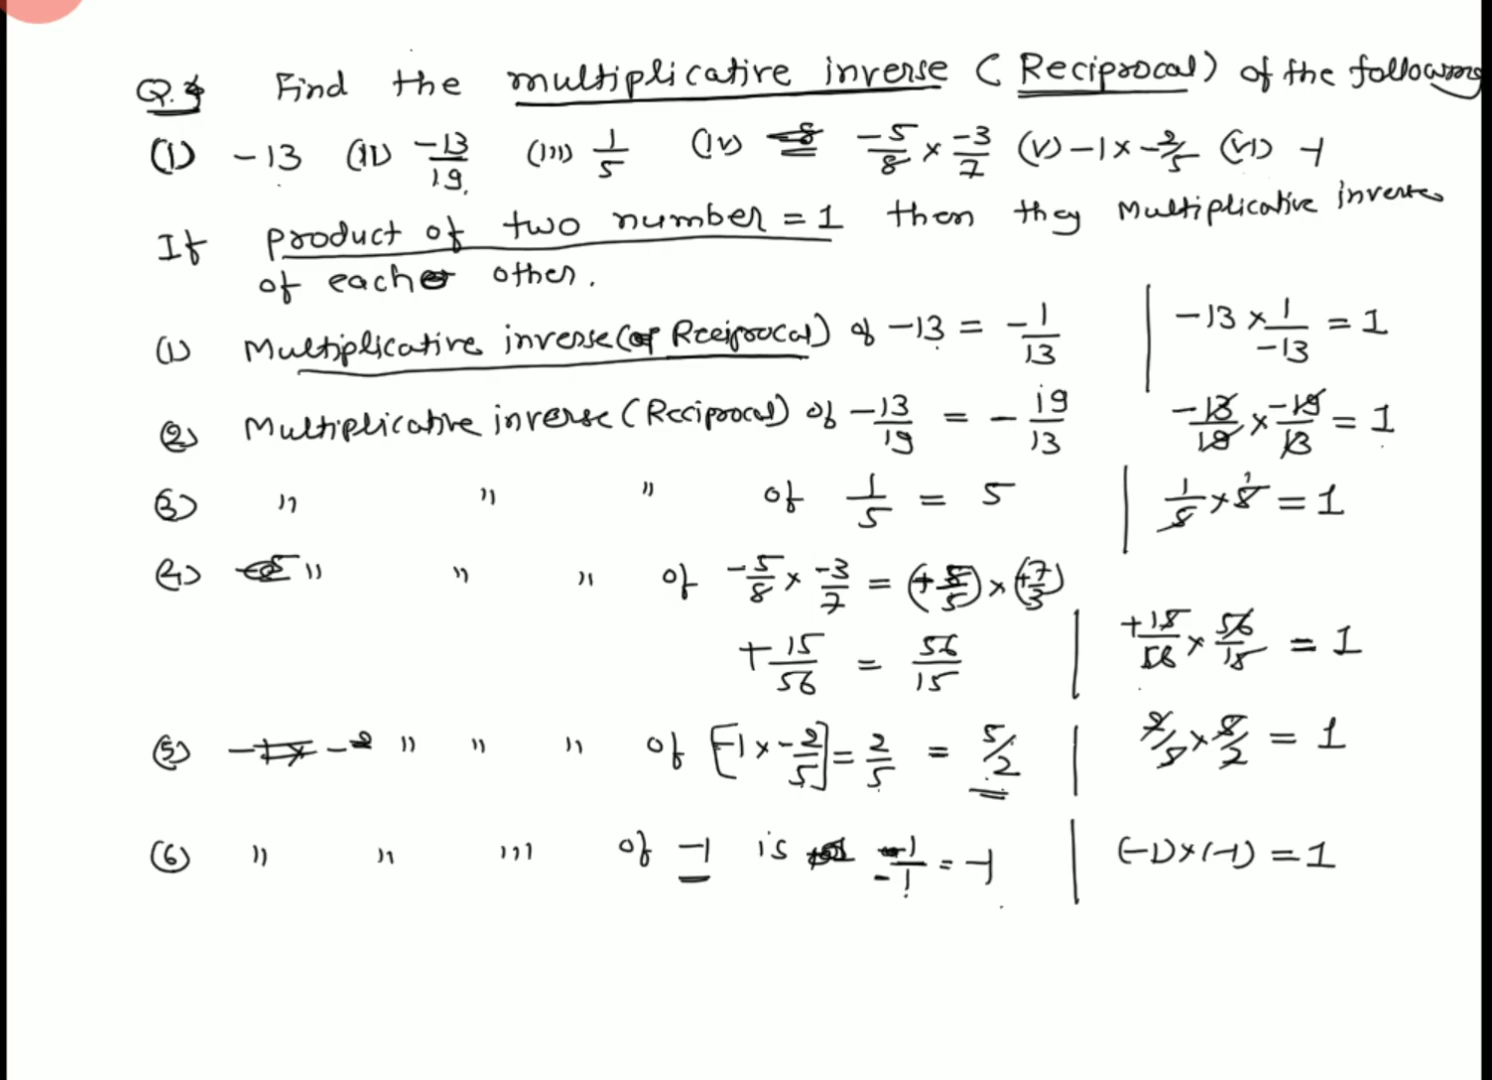 Q. Find the multiplicative inverse (Reciprocal) of the following
(i) -13 (ii) -13/19 (iii) 1/5 (iv) -5/8 × -3/7 (v) -1 × -2/5 (vi) -1
If product of two number = 1 then they Multiplicative inverse
of each other.
(1) Multiplicative inverse (or Reciprocal) of -13 = -1/13 | -13 × 1/-13 = 1
(2) Multiplicative inverse (Reciprocal) of -13/19 = -19/13 -13/19 × -19/13 = 1
(3) " " " of 1/5 = 5 | 1/5 × 5 = 1
(4) " " " of -5/8 × -3/7 = (+8/5) × (+7/3)
+15/56 = 56/15 | +15/56 × 56/15 = 1
(5) " " " of [-1 × -2/5] = 2/5 = 5/2 | 2/5 × 5/2 = 1
(6) " " "' of -1 is -1/1 = -1 | (-1) × (-1) = 1